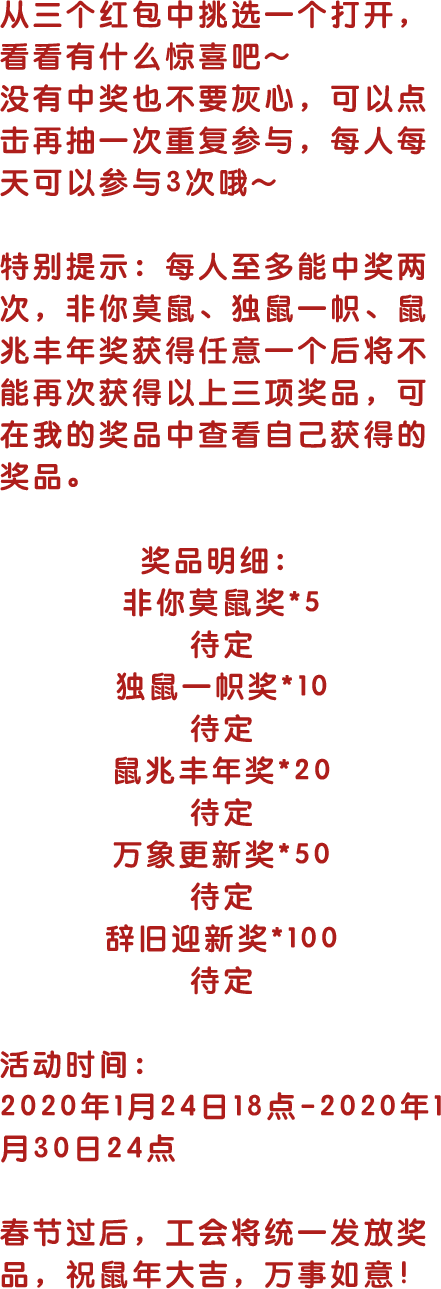 从三个红包中挑选一个打开，
看看有什么惊喜吧～
没有中奖也不要灰心，可以点
击再抽一次重复参与，每人每
天可以参与3次哦～
特别提示：每人至多能中奖两
次，非你莫鼠、独鼠一帜、鼠
兆丰年奖获得任意一个后将不
能再次获得以上三项奖品，可
在我的奖品中查看自己获得的
奖品。
奖品明细：
非你莫鼠奖*5
待定
独鼠一帜奖*10
待定
鼠兆丰年奖*20
待定
万象更新奖*50
待定
辞旧迎新奖*100
待定
活动时间：
2020年1月24日18点-2020年1
月30日24点
春节过后，工会将统一发放奖
品，祝鼠年大吉，万事如意！